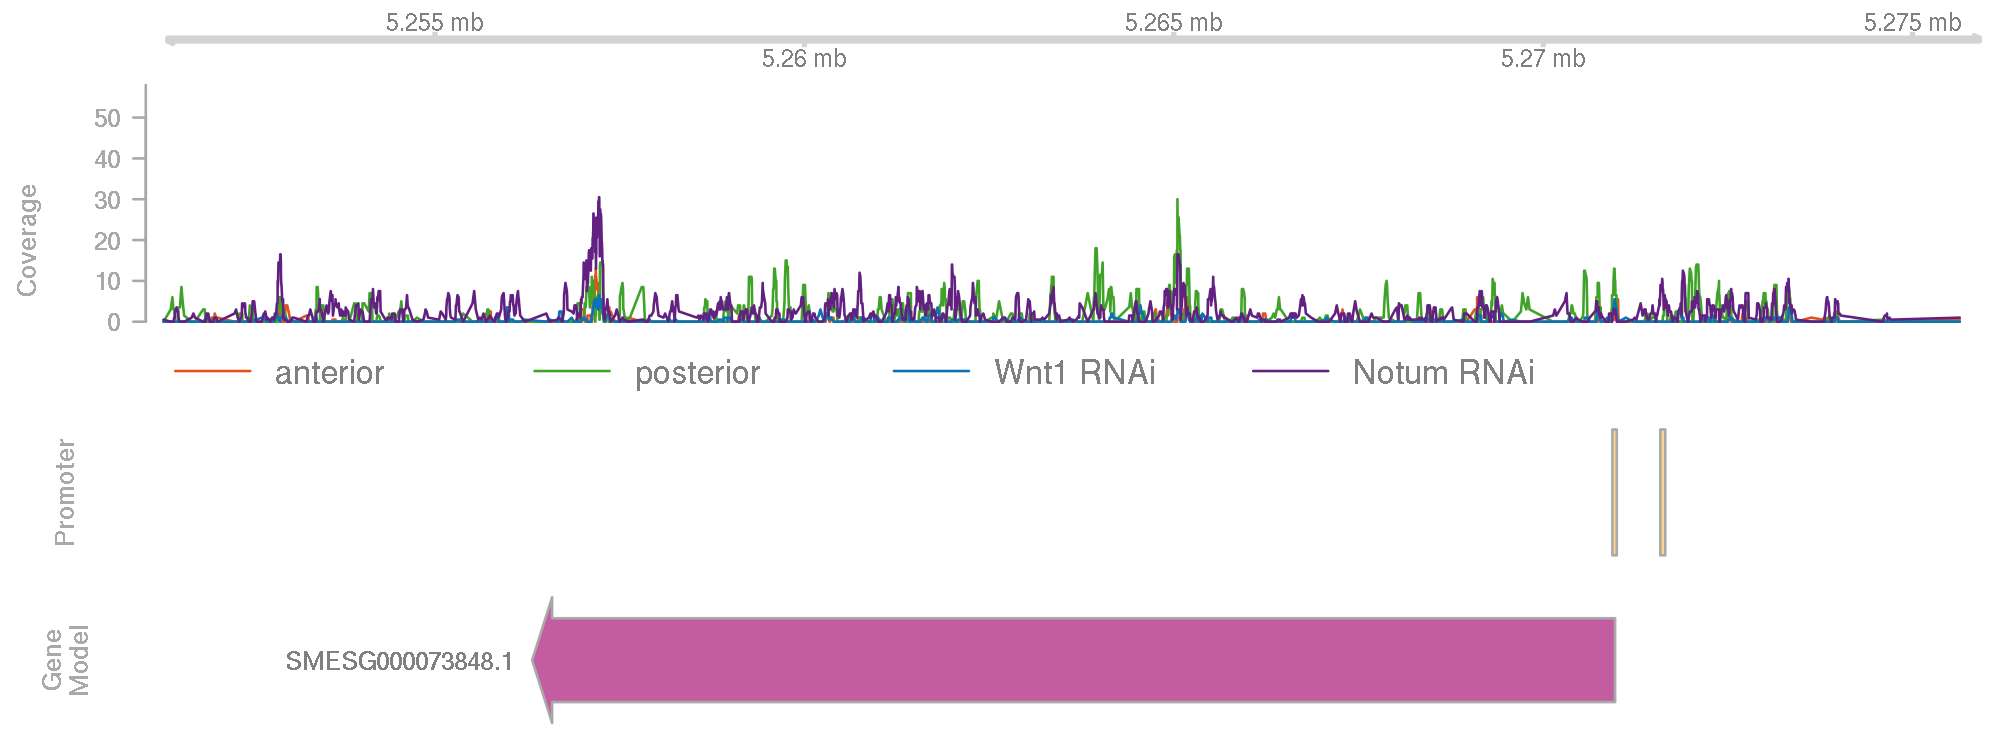 5.255 mb
5.265 mb
5.275 mb
5.26 mb
5.27 mb
Coverage
50
40
30
20
10
0
anterior
posterior
Wnt1 RNAi
Notum RNAi
Promoter
Gene
Model
SMESG000073848.1